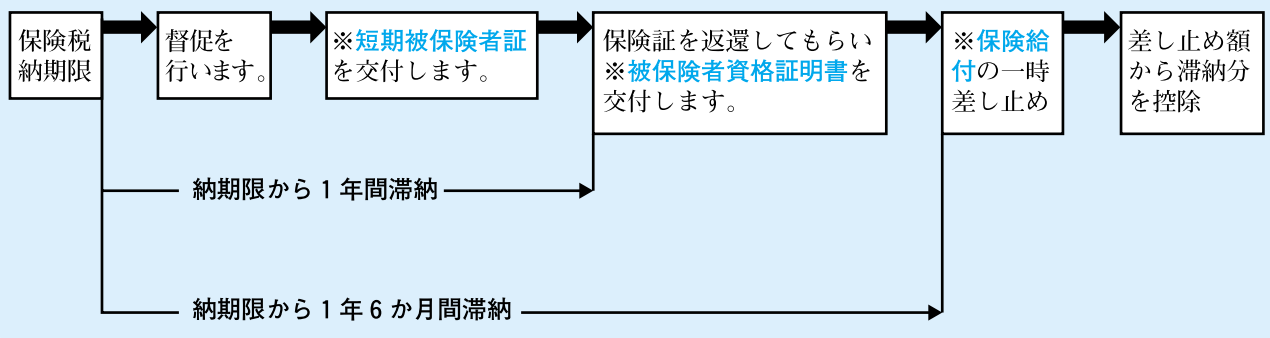 保険税
納期限
督促を
行います。
※短期被保険者証
を交付します。
保険証を返還してもらい
※被保険者資格証明書を
交付します。
※保険給
付の一時
差し止め
差し止め額
から滞納分
を控除
納期限から1年間滞納
納期限から1年6か月間滞納